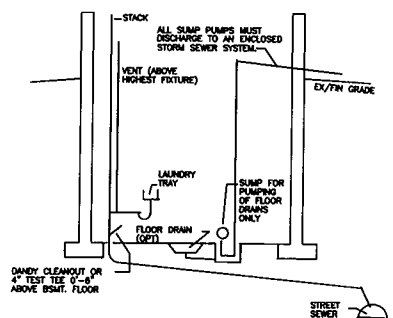 STACK
ALL SUMP PUMPS MUST
DISCHARGE TO AN ENCLOSED
STORM SEWER SYSTEM.
VENT (ABOVE
HIGHEST FIXTURE)
EX/FIN GRADE
LAUNDRY
TRAY
SUMP FOR
PUMPING
OF FLOOR
DRAINS
ONLY
FLOOR DRAIN
(OPT)
DANDY CLEANOUT OR
4" TEST TEE 0'-6"
ABOVE BSMT. FLOOR
STREET
SEWER